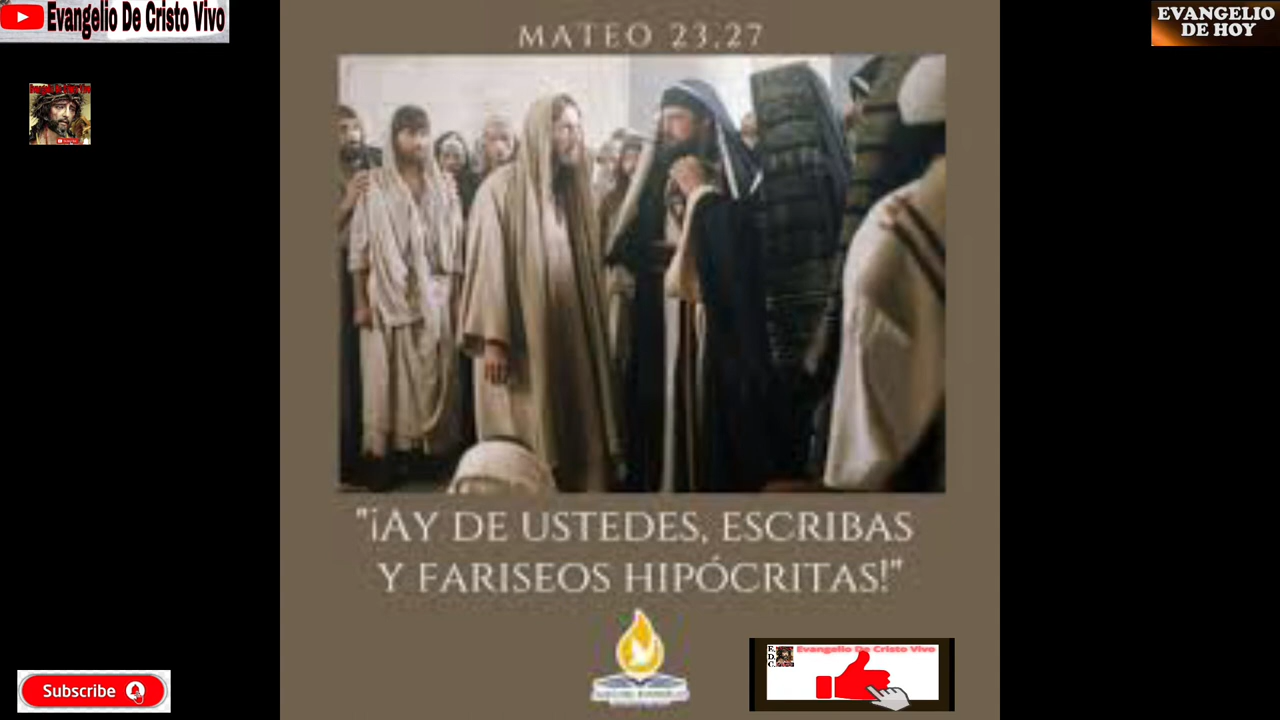 Evangelio De Cristo Vivo
EVANGELIO
DE HOY
MATEO 23,27
"¡AY DE USTEDES, ESCRIBAS
Y FARISEOS HIPÓCRITAS!"
E.
D.
C.
Evangelio De Cristo Vivo
Subscribe